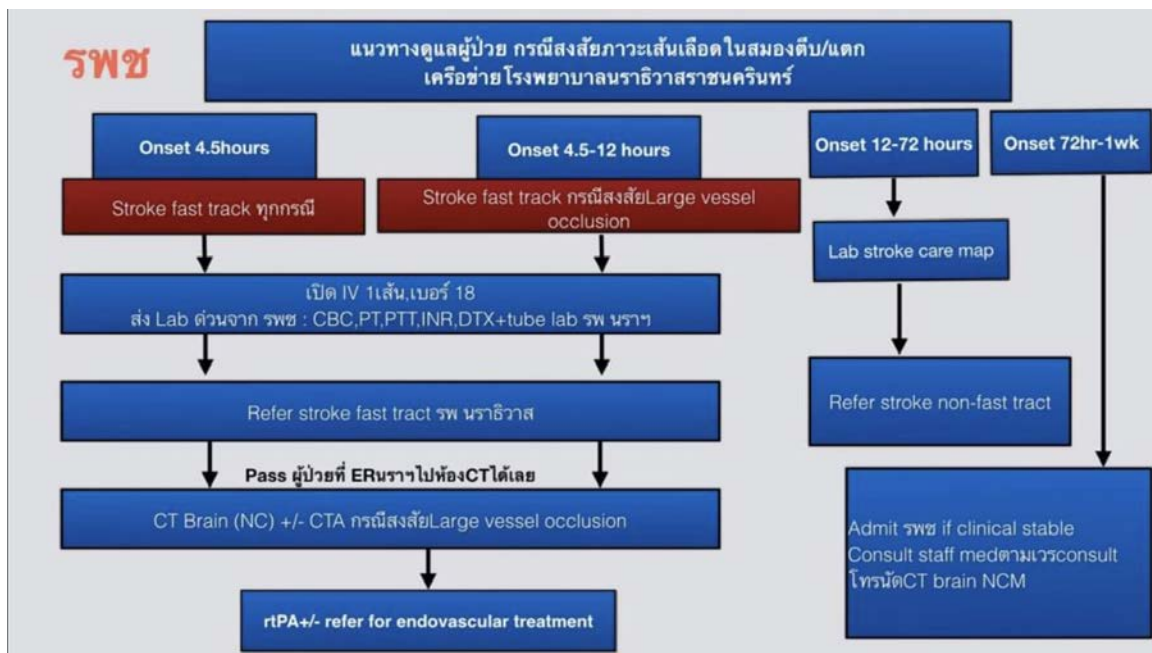 รพช
แนวทางดูแลผู้ป่วย กรณีสงสัยภาวะเส้นเลือดในสมองตีบ/แตก
เครือข่ายโรงพยาบาลนราธิวาสราชนครินทร์
Onset 4.5hours
Onset 4.5-12 hours
Onset 12-72 hours
Onset 72hr-1wk
Stroke fast track ทุกกรณี
Stroke fast track กรณีสงสัยLarge vessel
occlusion
Lab stroke care map
เปิด IV 1เส้น,เบอร์ 18
ส่ง Lab ด่วนจาก รพช : CBC,PT,PTT,INR,DTX+tube lab รพ นราฯ
Refer stroke fast tract รพ นราธิวาส
Refer stroke non-fast tract
Pass ผู้ป่วยที่ ERนราฯไปห้องCTได้เลย
CT Brain (NC) +/- CTA กรณีสงสัยLarge vessel occlusion
Admit รพช if clinical stable
Consult staff medตามเวรconsult
โทรนัดCT brain NCM
rtPA+/- refer for endovascular treatment